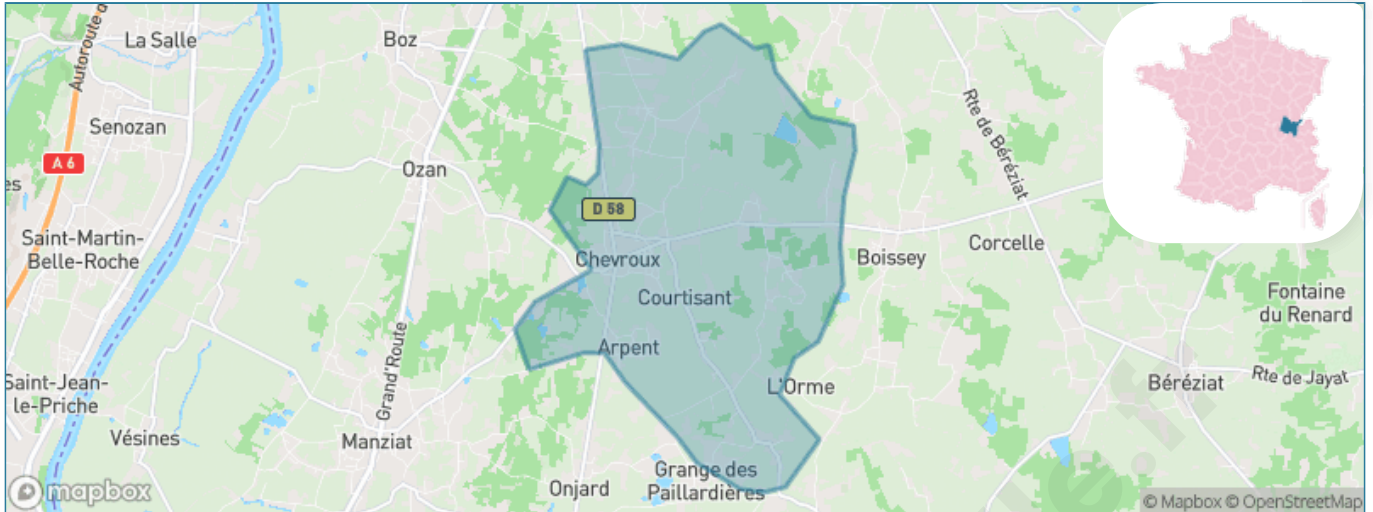 Autoroute d
La Salle
Boz
Senozan
A 6
es
Ozan
Rte de Béréziat
D 58
Saint-Martin-
Belle-Roche
Chevroux
Boissey
Corcelle
Courtisant
Fontaine
du Renard
Arpent
Grand'Route
Saint-Jean-
le-Priche
L'Orme
Béréziat
Rte de Jayat
Vésines
Manziat
Grange des
Paillardières
Onjard
mapbox
© Mapbox © OpenStreetMap